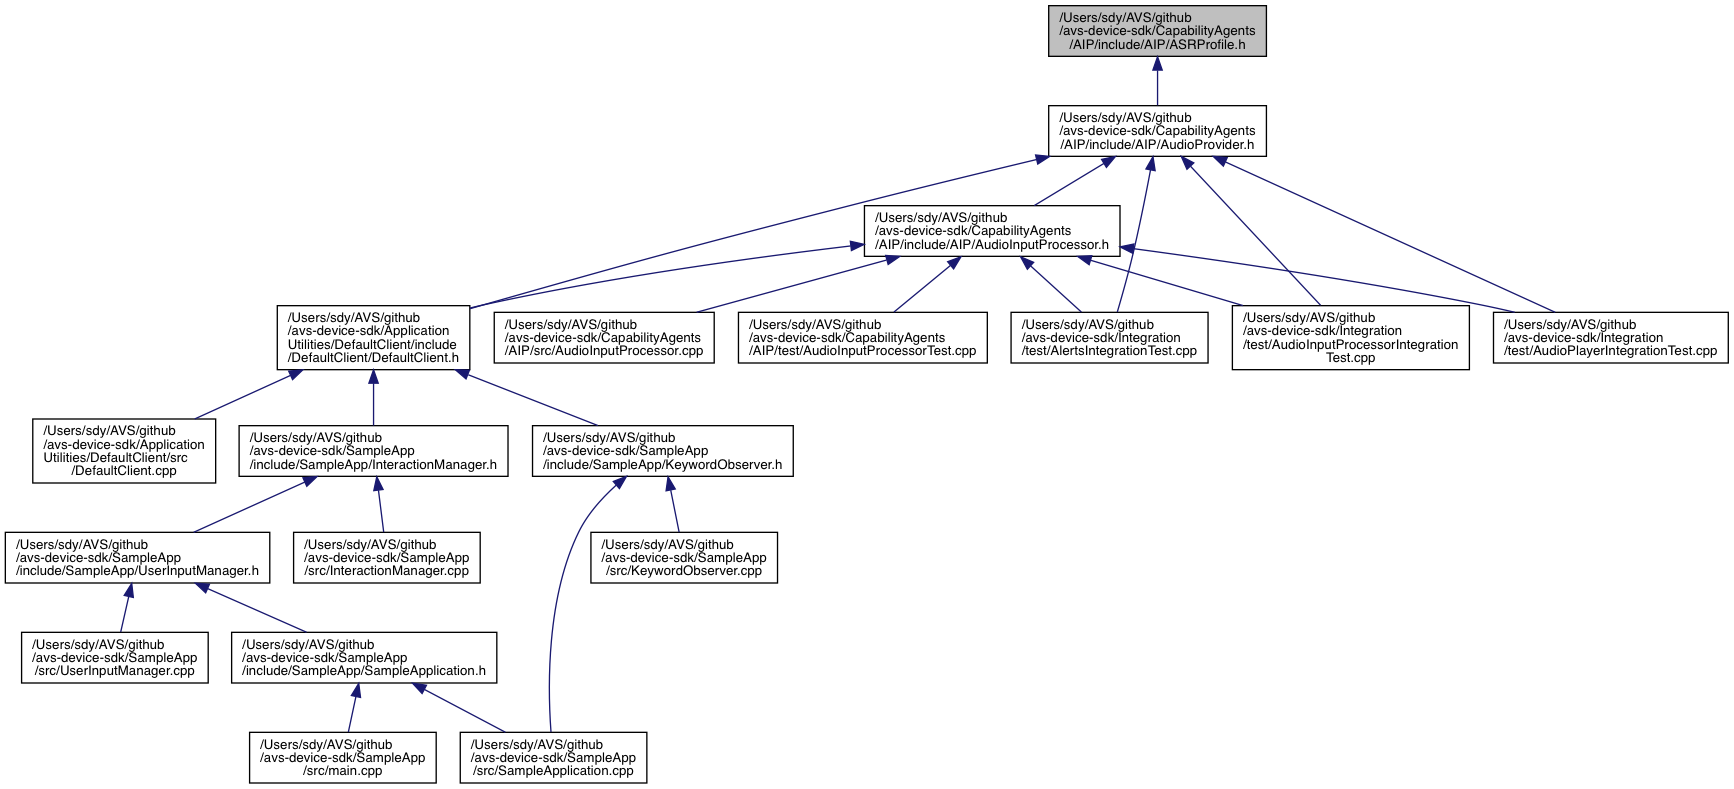 /Users/sdy/AVS/github
/avs-device-sdk/CapabilityAgents
/AIP/include/AIP/ASRProfile.h
/Users/sdy/AVS/github
/avs-device-sdk/CapabilityAgents
/AIP/include/AIP/AudioProvider.h
/Users/sdy/AVS/github
/avs-device-sdk/CapabilityAgents
/AIP/include/AIP/AudioInputProcessor.h
/Users/sdy/AVS/github
/avs-device-sdk/Application
Utilities/DefaultClient/include
/DefaultClient/DefaultClient.h
/Users/sdy/AVS/github
/avs-device-sdk/CapabilityAgents
/AIP/src/AudioInputProcessor.cpp
/Users/sdy/AVS/github
/avs-device-sdk/CapabilityAgents
/AIP/test/AudioInputProcessorTest.cpp
/Users/sdy/AVS/github
/avs-device-sdk/Integration
/test/AlertsIntegrationTest.cpp
/Users/sdy/AVS/github
/avs-device-sdk/Integration
/test/AudioInputProcessorIntegration
Test.cpp
/Users/sdy/AVS/github
/avs-device-sdk/Integration
/test/AudioPlayerIntegrationTest.cpp
/Users/sdy/AVS/github
/avs-device-sdk/Application
Utilities/DefaultClient/src
/DefaultClient.cpp
/Users/sdy/AVS/github
/avs-device-sdk/SampleApp
/include/SampleApp/InteractionManager.h
/Users/sdy/AVS/github
/avs-device-sdk/SampleApp
/include/SampleApp/KeywordObserver.h
/Users/sdy/AVS/github
/avs-device-sdk/SampleApp
/include/SampleApp/UserInputManager.h
/Users/sdy/AVS/github
/avs-device-sdk/SampleApp
/src/InteractionManager.cpp
/Users/sdy/AVS/github
/avs-device-sdk/SampleApp
/src/KeywordObserver.cpp
/Users/sdy/AVS/github
/avs-device-sdk/SampleApp
/src/UserInputManager.cpp
/Users/sdy/AVS/github
/avs-device-sdk/SampleApp
/include/SampleApp/SampleApplication.h
/Users/sdy/AVS/github
/avs-device-sdk/SampleApp
/src/main.cpp
/Users/sdy/AVS/github
/avs-device-sdk/SampleApp
/src/SampleApplication.cpp